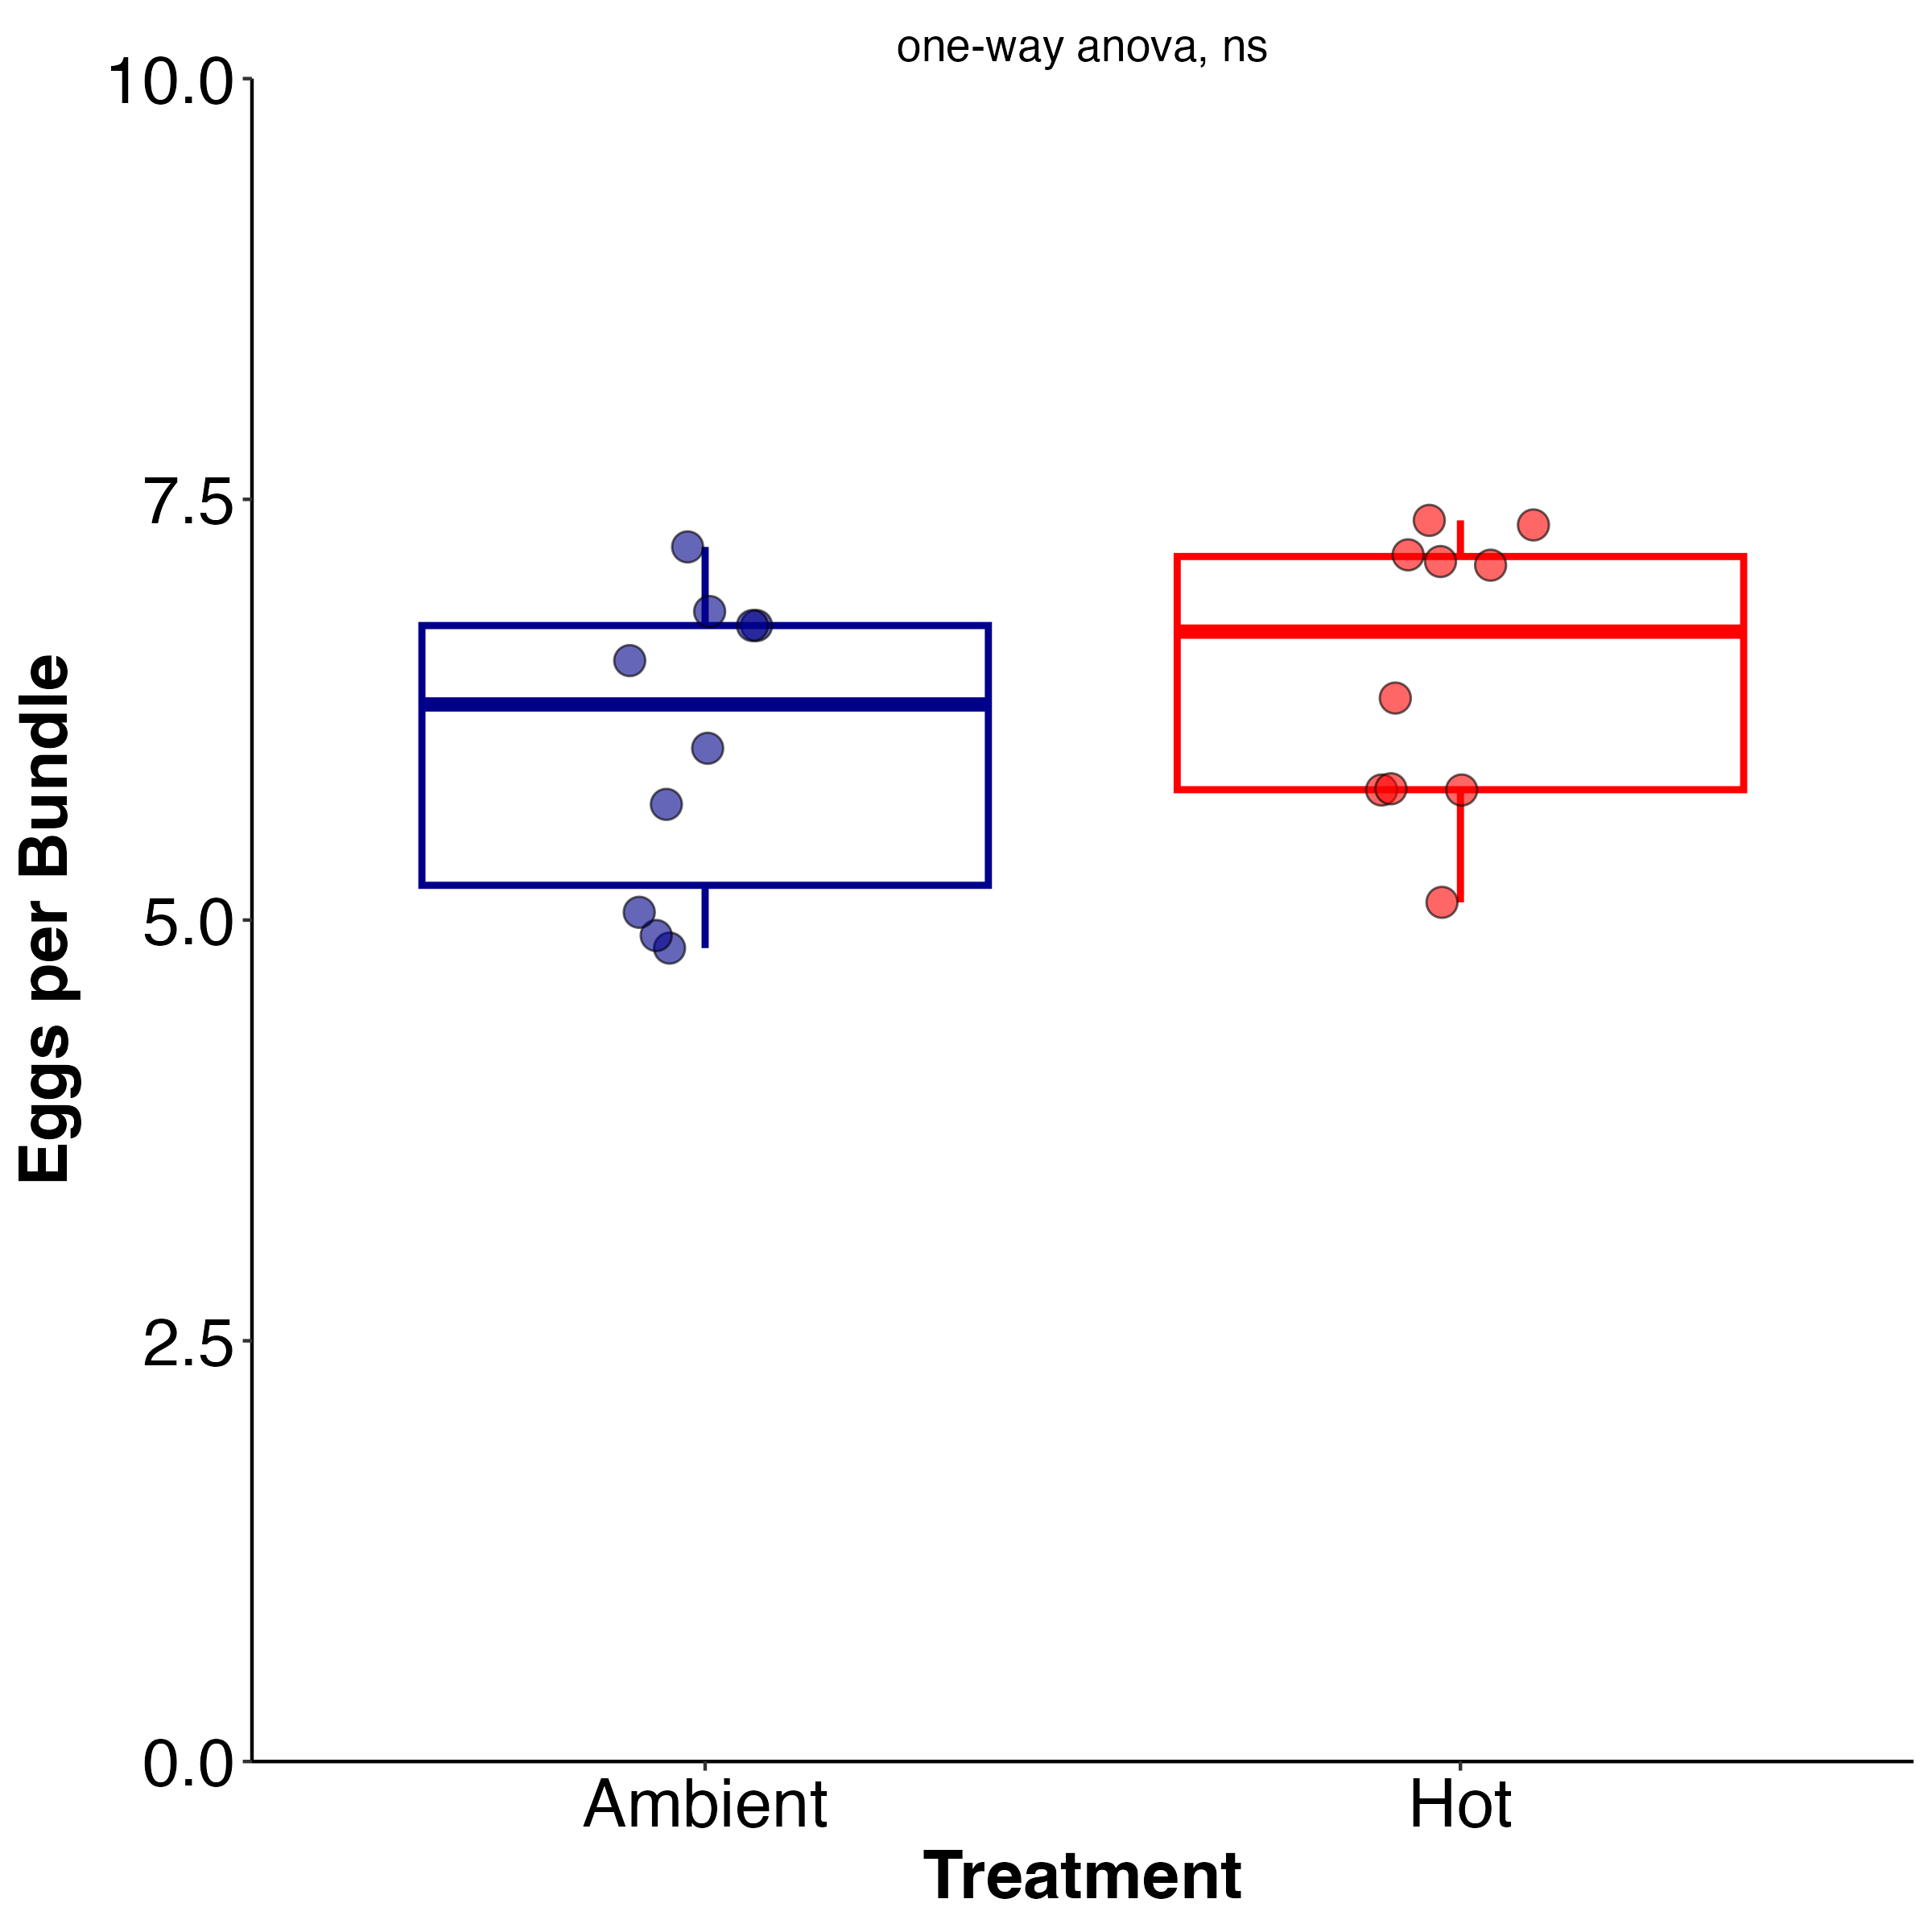 one-way anova, ns
10.0
7.5
5.0
2.5
0.0
Eggs per Bundle
Ambient
Hot
Treatment